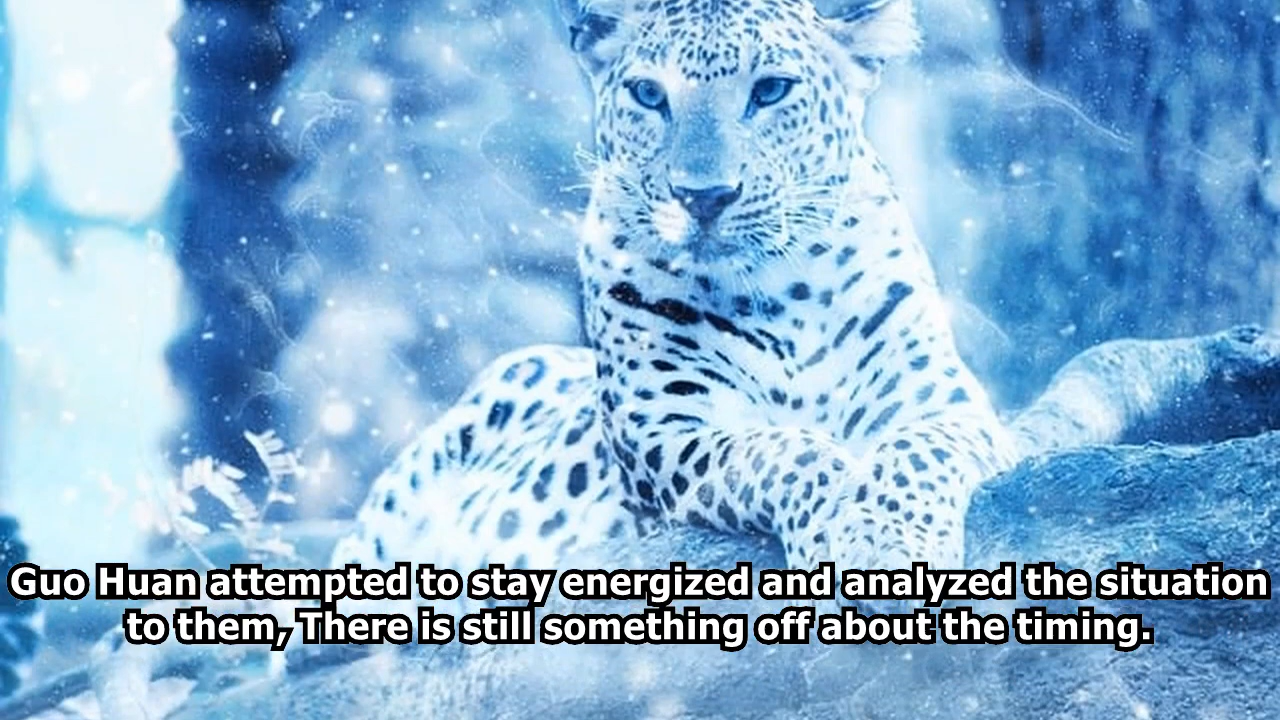 Guo Huan attempted to stay energized and analyzed the situation
to them, There is still something off about the timing.